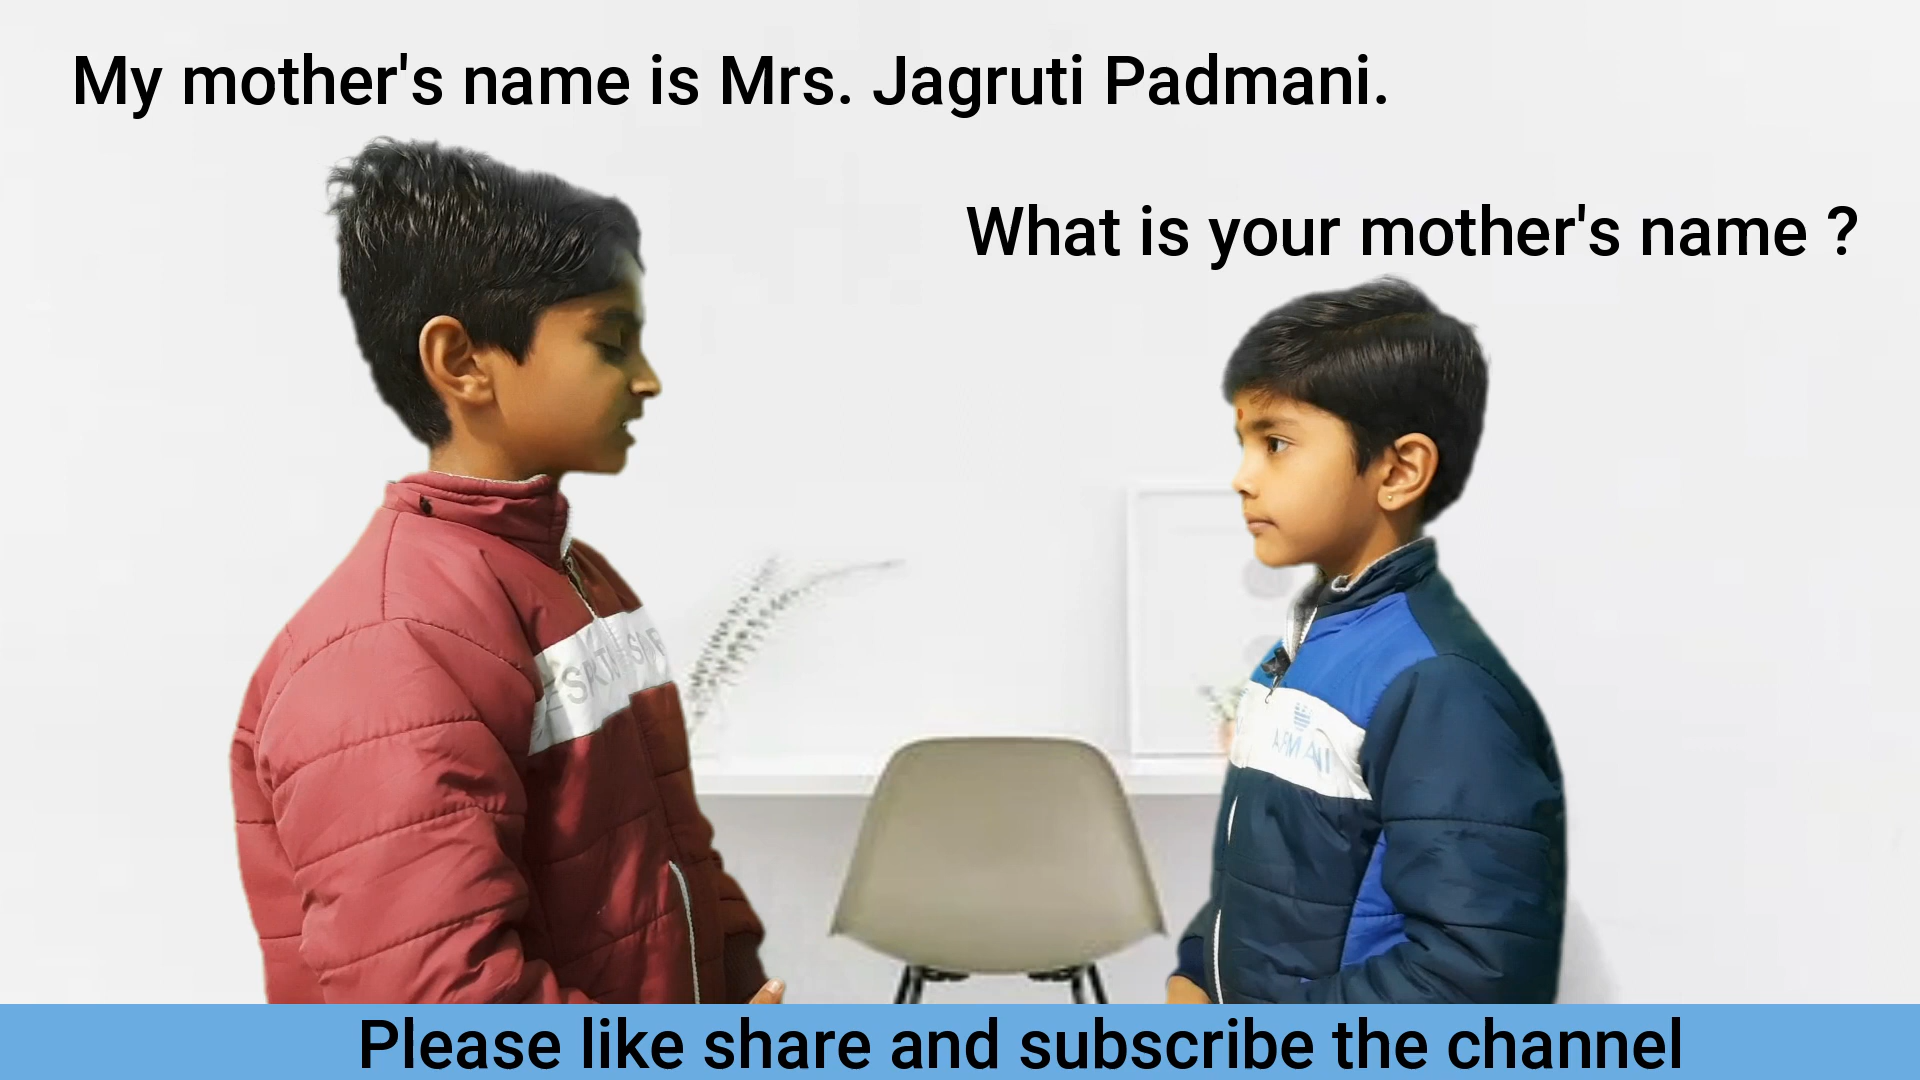 My mother's name is Mrs. Jagruti Padmani.
What is your mother's name ?
Please like share and subscribe the channel